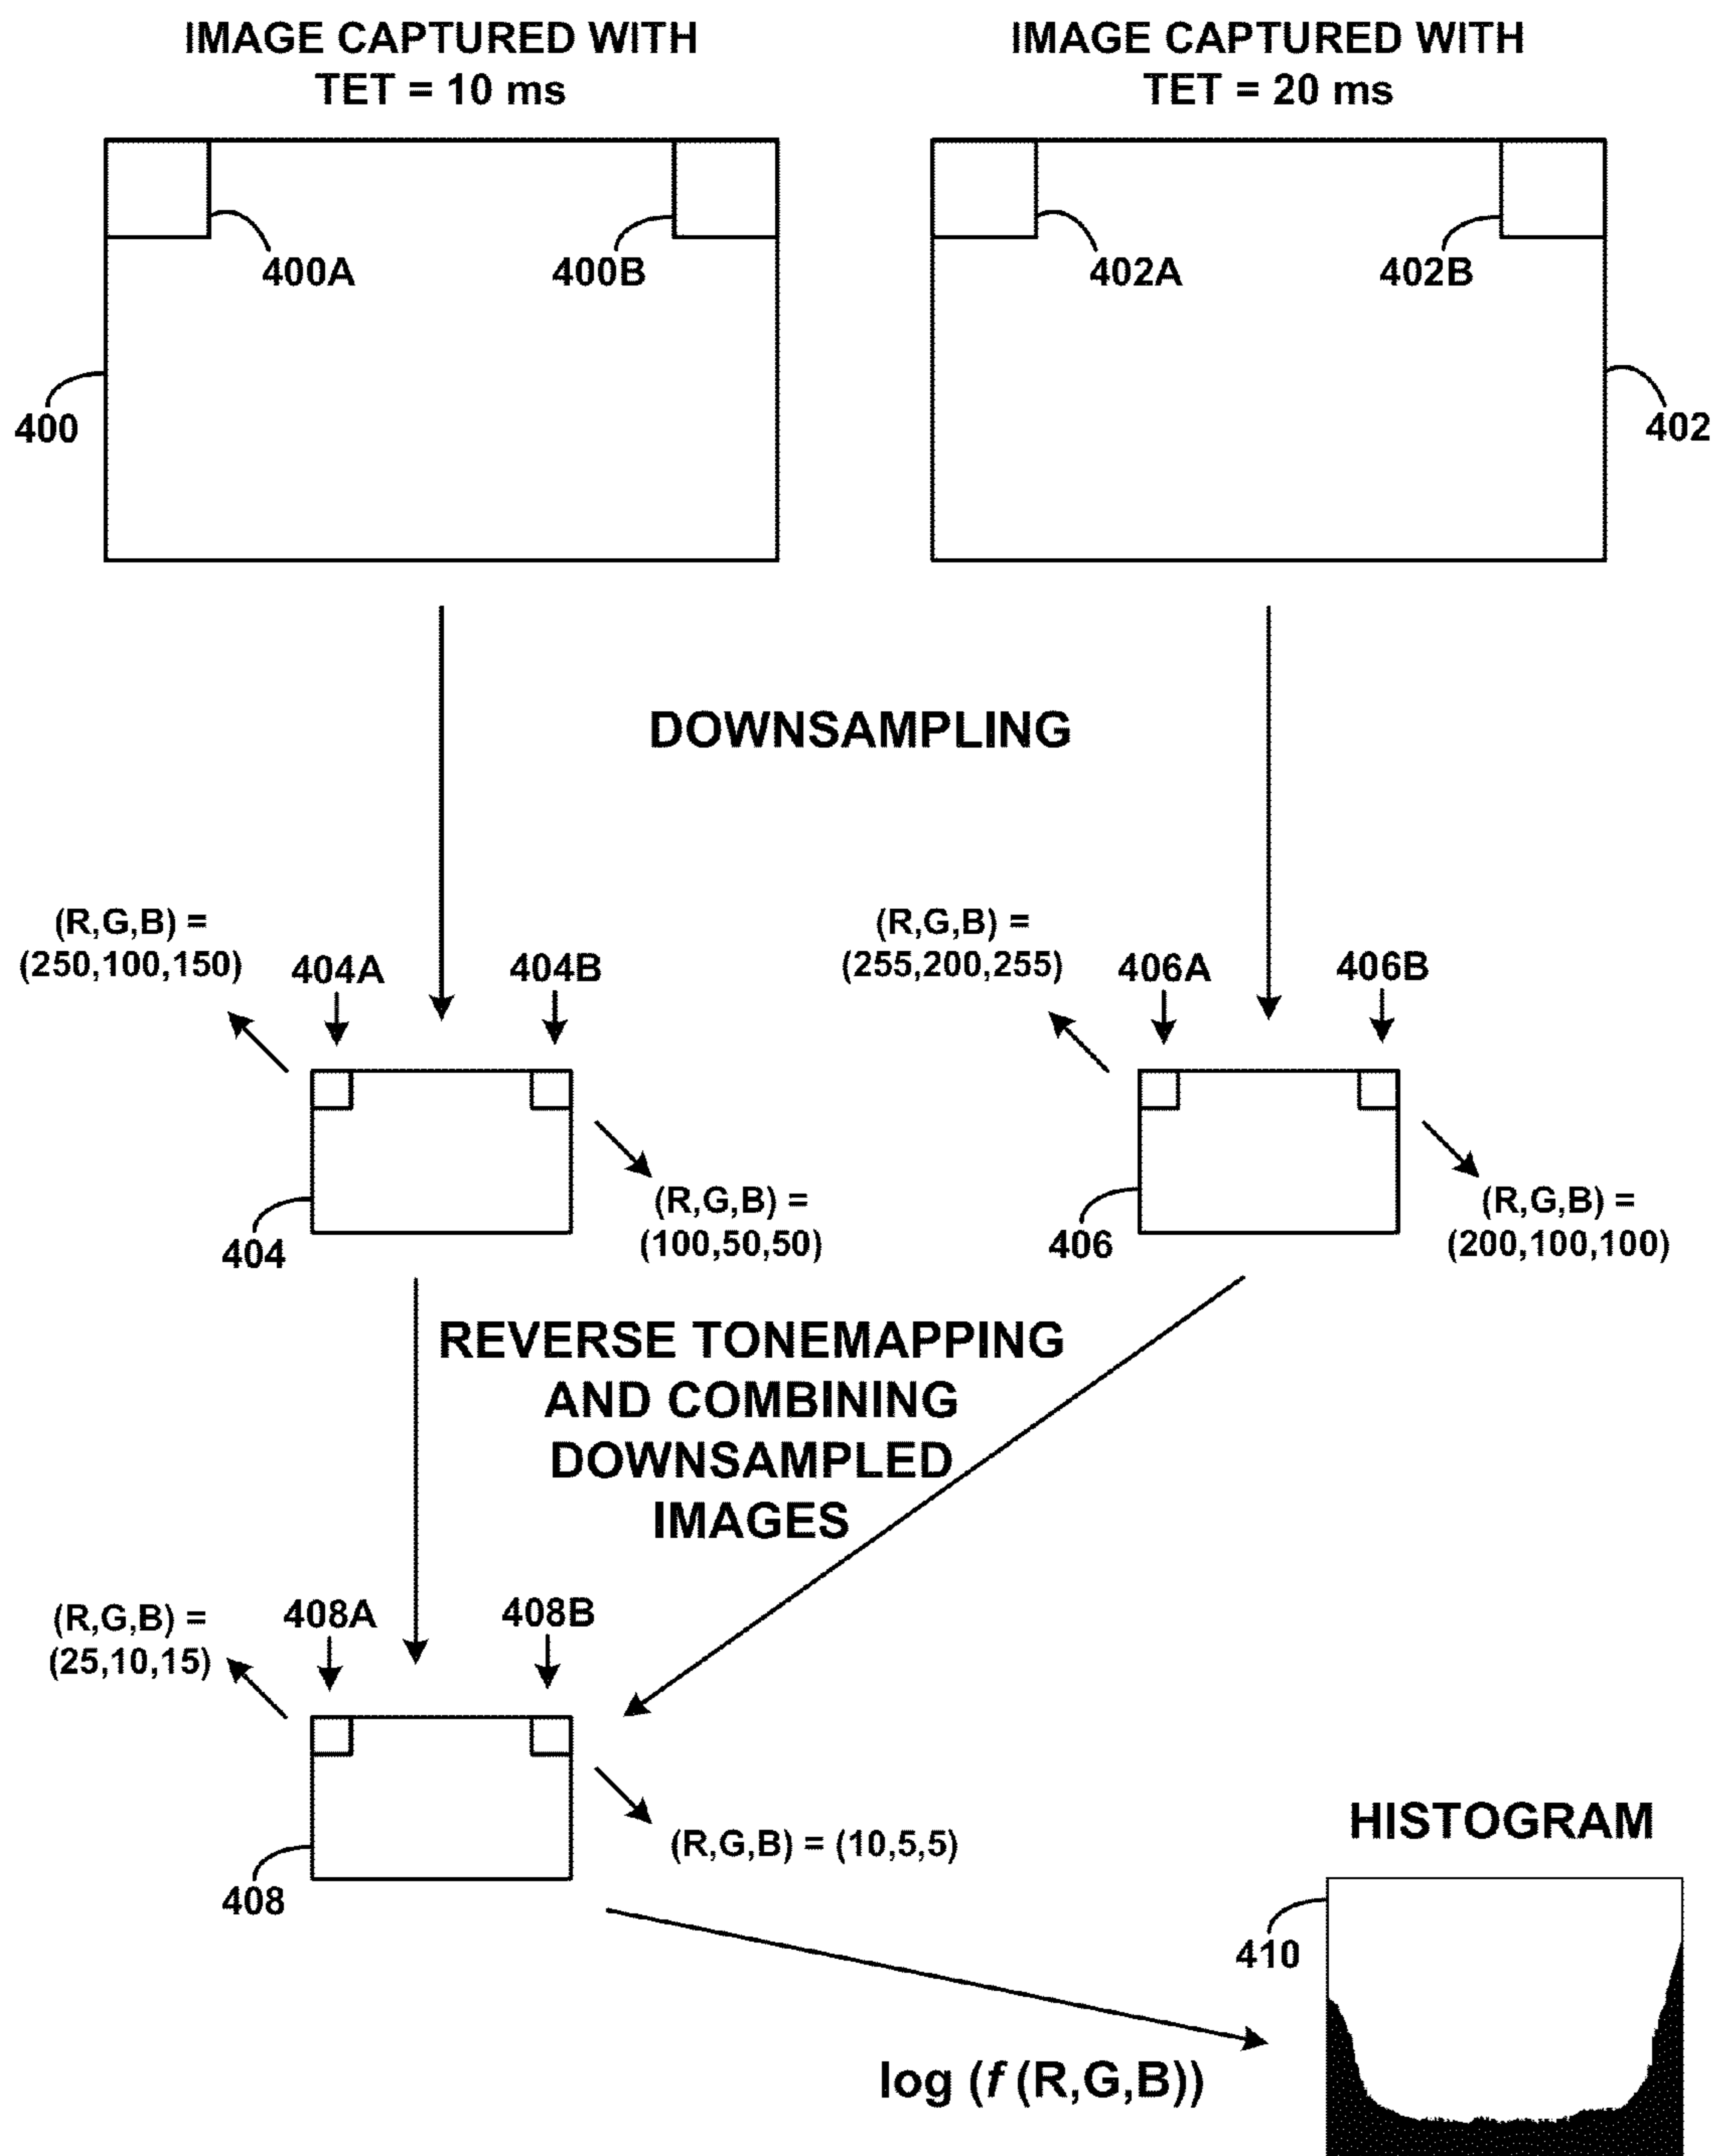 IMAGE CAPTURED WITH
TET = 10 ms
IMAGE CAPTURED WITH
TET = 20 ms
400A
400B
402A
402B
400
402
DOWNSAMPLING
(R,G,B) =
(250,100,150)
404A
404B
(R,G,B) =
(255,200,255)
406A
406B
(R,G,B) =
(100,50,50)
404
(R,G,B) =
(200,100,100)
406
REVERSE TONEMAPPING
AND COMBINING
DOWNSAMPLED
IMAGES
(R,G,B) =
(25,10,15)
408A
408B
(R,G,B) = (10,5,5)
408
HISTOGRAM
410
log (f (R,G,B))